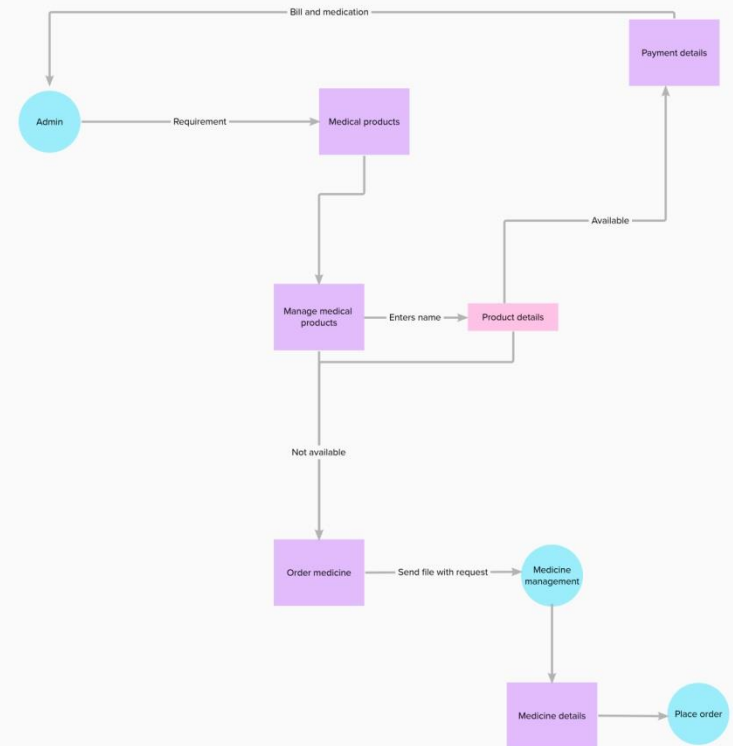 Bill and medication
Payment details
Admin
Requirement
Medical products
Available
Manage medical
products
Enters name
Product details
Not available
Order medicine
Send file with request
Medicine
management
Medicine details
Place order